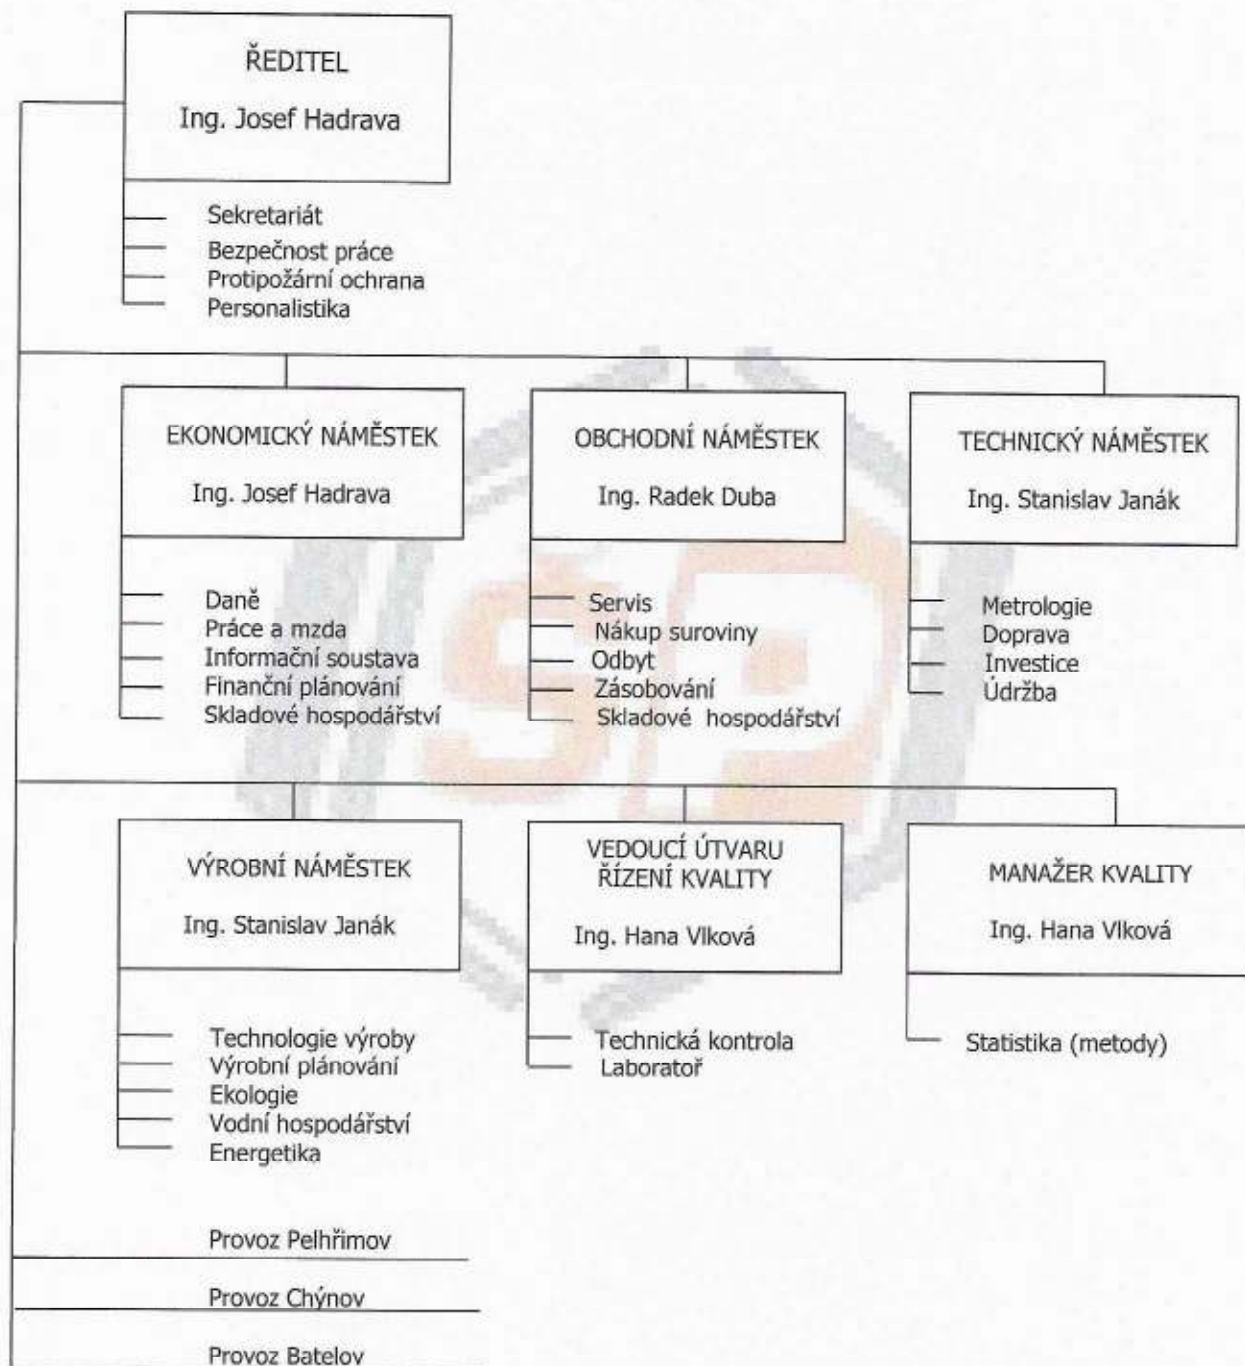 ŘEDITEL
Ing. Josef Hadrava
Sekretariát
Bezpečnost práce
Protipožární ochrana
Personalistika
EKONOMICKÝ NÁMĚSTEK
Ing. Josef Hadrava
Daně
Práce a mzda
Informační soustava
Finanční plánování
Skladové hospodářství
OBCHODNÍ NÁMĚSTEK
Ing. Radek Duba
Servis
Nákup suroviny
Odbyt
Zásobování
Skladové hospodářství
TECHNICKÝ NÁMĚSTEK
Ing. Stanislav Janák
Metrologie
Doprava
Investice
Údržba
VÝROBNÍ NÁMĚSTEK
Ing. Stanislav Janák
Technologie výroby
Výrobní plánování
Ekologie
Vodní hospodářství
Energetika
VEDOUCÍ ÚTVARU
ŘÍZENÍ KVALITY
Ing. Hana Vlková
Technická kontrola
Laboratoř
MANAŽER KVALITY
Ing. Hana Vlková
Statistika (metody)
Provoz Pelhřimov
Provoz Chýnov
Provoz Batelov